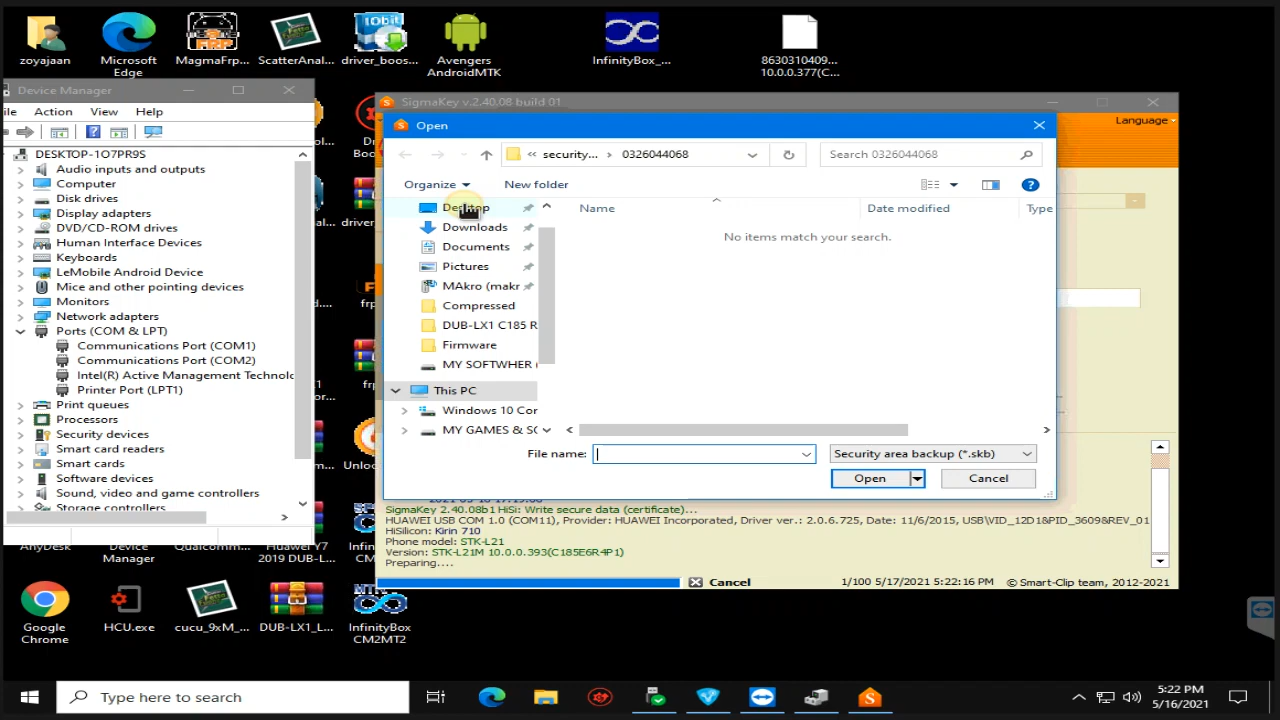 zoyajaan
Microsoft
Edge
MagmaFrp...
ScatterAnal...
driver_boos...
Avengers
AndroidMTK
InfinityBox_...
8630310409...
10.0.0.377(C...
Device Manager
ile Action View Help
DESKTOP-1O7PR9S
Audio inputs and outputs
Computer
Disk drives
Display adapters
DVD/CD-ROM drives
Human Interface Devices
Keyboards
LeMobile Android Device
Mice and other pointing devices
Monitors
Network adapters
Ports (COM & LPT)
Communications Port (COM1)
Communications Port (COM2)
Intel(R) Active Management Technolo
Printer Port (LPT1)
Print queues
Processors
Security devices
Smart card readers
Smart cards
Software devices
Sound, video and game controllers
Storage controllers
SigmaKey v.2.40.08 build 01
Language
Open
« security... › 0326044068
Search 0326044068
Organize New folder
Desktop
Downloads
Documents
Pictures
MAkro (makr
Compressed
DUB-LX1 C185 R
Firmware
MY SOFTWHER (
This PC
Windows 10 Cor
MY GAMES & SO
Name Date modified Type
No items match your search.
File name:
Security area backup (*.skb)
Open Cancel
SigmaKey 2.40.08b1 HiSi: Write secure data (certificate)...
HUAWEI USB COM 1.0 (COM11), Provider: HUAWEI Incorporated, Driver ver.: 2.0.6.725, Date: 11/6/2015, USB\VID_12D1&PID_3609&REV_01
HiSilicon: Kirin 710
Phone model: STK-L21
Version: STK-L21M 10.0.0.393(C185E6R4P1)
Preparing....
Cancel
1/100 5/17/2021 5:22:16 PM © Smart-Clip team, 2012-2021
AnyDesk
Device
Manager
Qualcomm...
Huawei Y7
2019 DUB-L...
Infin
CM2
Google
Chrome
HCU.exe
cucu_9xM_...
DUB-LX1_L...
InfinityBox
CM2MT2
Type here to search
5:22 PM
5/16/2021